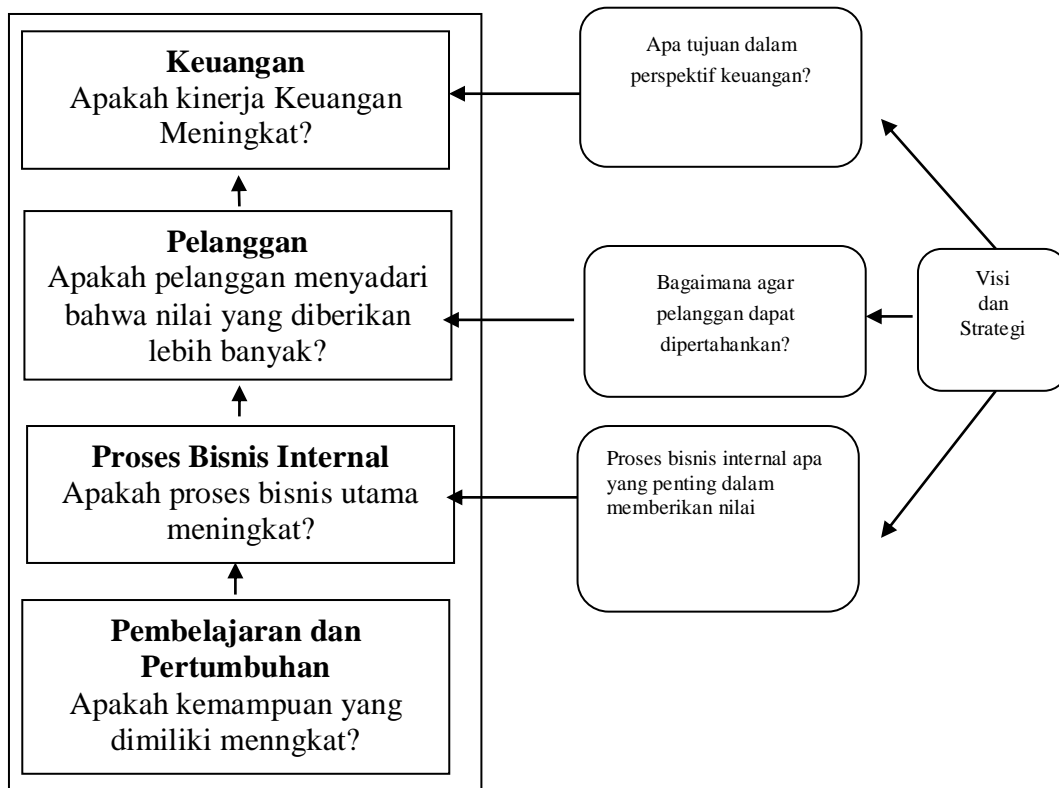 Keuangan
Apakah kinerja Keuangan
Meningkat?
Apa tujuan dalam
perspektif keuangan?
Pelanggan
Apakah pelanggan menyadari
bahwa nilai yang diberikan
lebih banyak?
Bagaimana agar
pelanggan dapat
dipertahankan?
Visi
dan
Strategi
Proses Bisnis Internal
Apakah proses bisnis utama
meningkat?
Proses bisnis internal apa
yang penting dalam
memberikan nilai
Pembelajaran dan
Pertumbuhan
Apakah kemampuan yang
dimiliki menngkat?